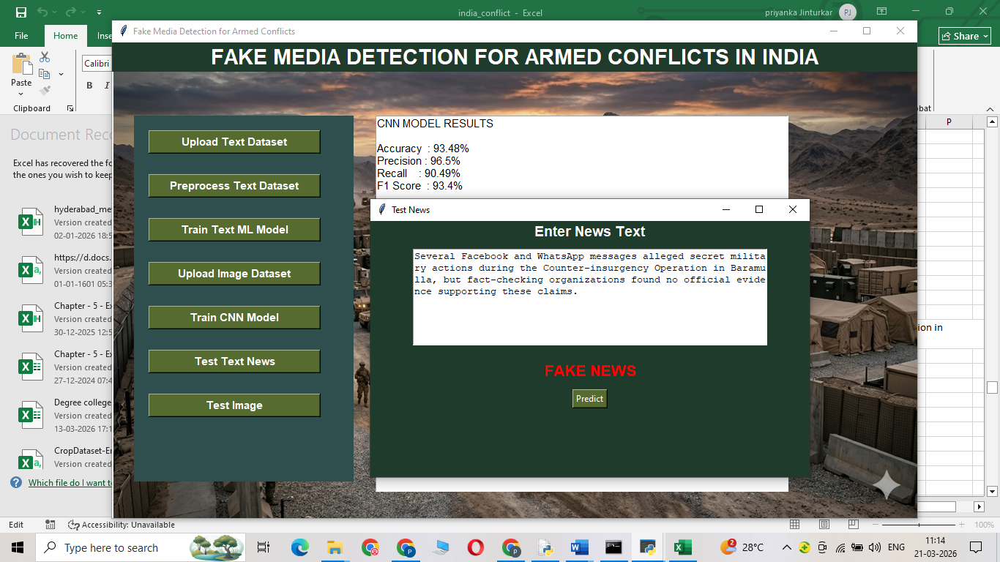 india_conflict - Excel
priyanka Jinturkar PJ
File Home Inse
Share
Paste
Calibri
B I
Clipboard
bat
P
Document Reco
Excel has recovered the fo
the ones you wish to keep
hyderabad_me
Version created
02-01-2026 18:5
https://d.docs.
Version created
01-01-1601 05:3
Chapter - 5 - Ex
Version created
30-12-2025 12:5
Chapter - 5 - Ex
Version created
27-12-2024 07:4
Degree college
Version created
13-03-2026 17:1
CropDataset-En
Version created
Which file do I want to
Fake Media Detection for Armed Conflicts
FAKE MEDIA DETECTION FOR ARMED CONFLICTS IN INDIA
Upload Text Dataset
Preprocess Text Dataset
Train Text ML Model
Upload Image Dataset
Train CNN Model
Test Text News
Test Image
CNN MODEL RESULTS
Accuracy : 93.48%
Precision : 96.5%
Recall : 90.49%
F1 Score : 93.4%
Test News
Enter News Text
Several Facebook and WhatsApp messages alleged secret milita
ry actions during the Counter-insurgency Operation in Baramu
lla, but fact-checking organizations found no official evide
nce supporting these claims.
FAKE NEWS
Predict
ion in
Edit
Accessibility: Unavailable
100%
Type here to search
2
28°C
ENG
11:14
21-03-2026